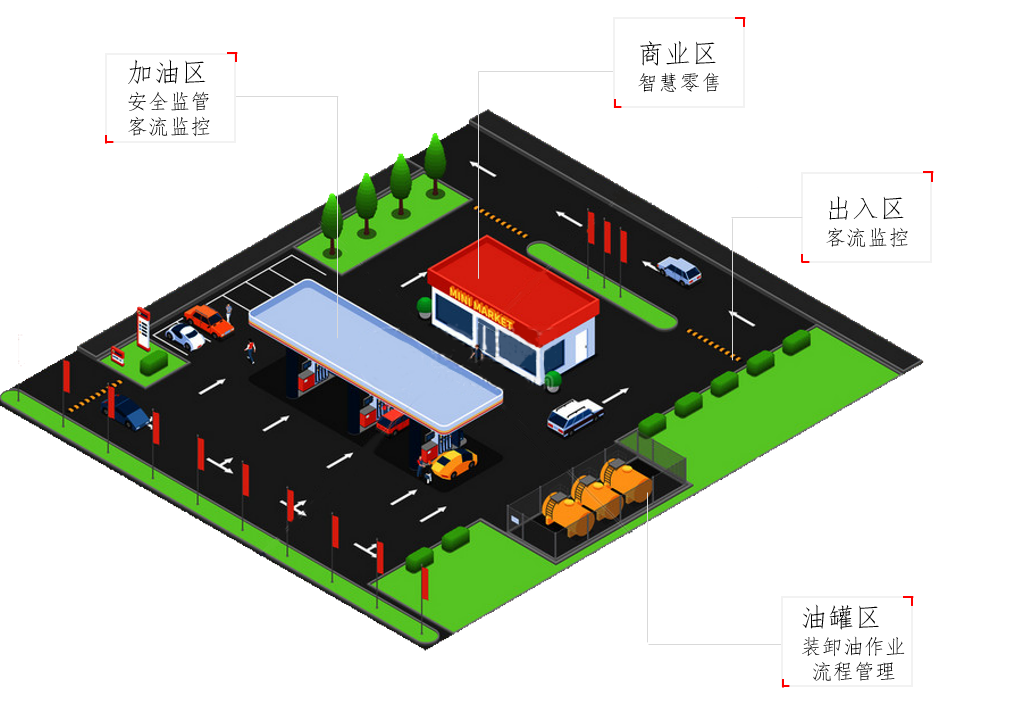 商业区
智慧零售
加油区
安全监管
客流监控
出入区
客流监控
MINI MARKET
油罐区
装卸油作业
流程管理